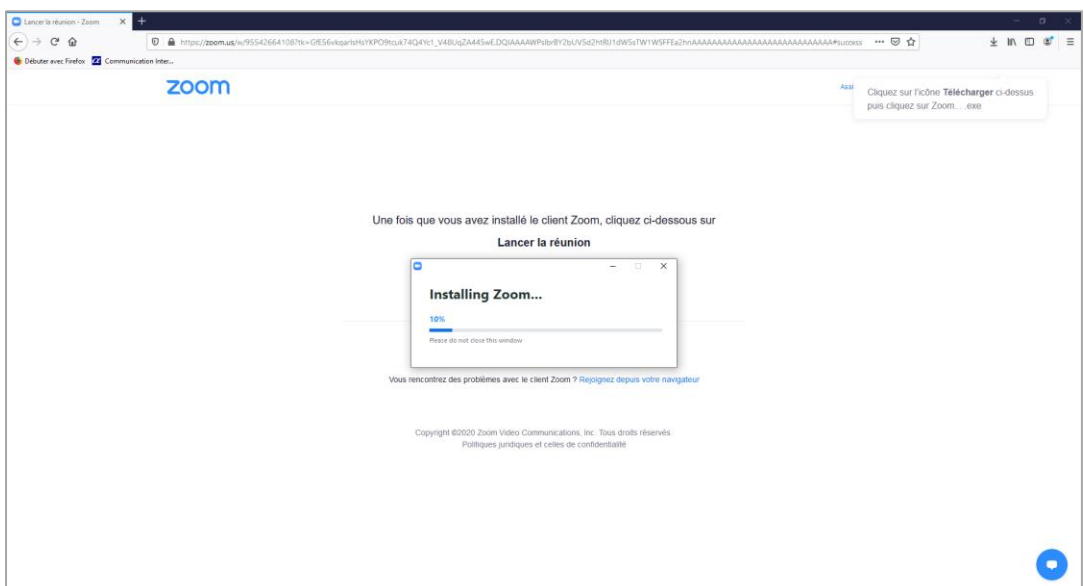 Lancer la réunion - Zoom
Débuter avec Firefox Communication Inter...
zoom
Cliquez sur l'icône Télécharger ci-dessus
puis cliquez sur Zoom... .exe
Une fois que vous avez installé le client Zoom, cliquez ci-dessous sur
Lancer la réunion
Installing Zoom...
10%
Please do not close this window
Vous rencontrez des problèmes avec le client Zoom ? Rejoignez depuis votre navigateur
Copyright ©2020 Zoom Video Communications, Inc. Tous droits réservés.
Politiques juridiques et celles de confidentialité